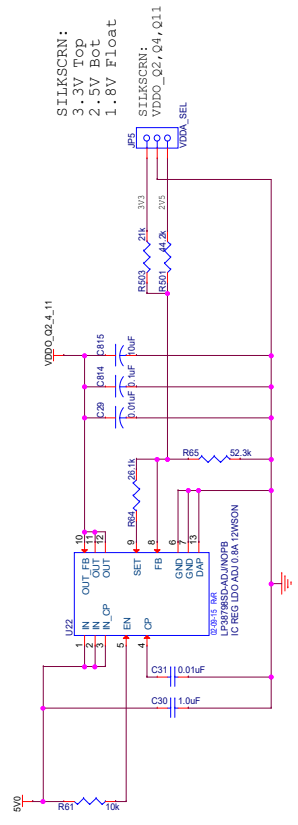 SILKSCRN:
3.3V Top
2.5V Bot
1.8V Float
SILKSCRN:
VDDO_Q2,Q4,Q11
JP5
VDDA_SEL
3V3
2V5
21k
R503
44.2k
R501
VDDO_Q2_4_11
C815
10uF
C814
0.1uF
C29
0.01uF
R65
52.3k
26.1k
R64
U22
1
IN
2
IN
3
IN_CP
5
EN
4
CP
OUT_FB
10
OUT
11
OUT
12
SET
9
FB
8
GND
6
GND
7
DAP
13
02-09-15 RvR
LP38798SD-ADJ/NOPB
IC REG LDO ADJ 0.8A 12WSON
C31
0.01uF
C30
1.0uF
5V0
R61
10k